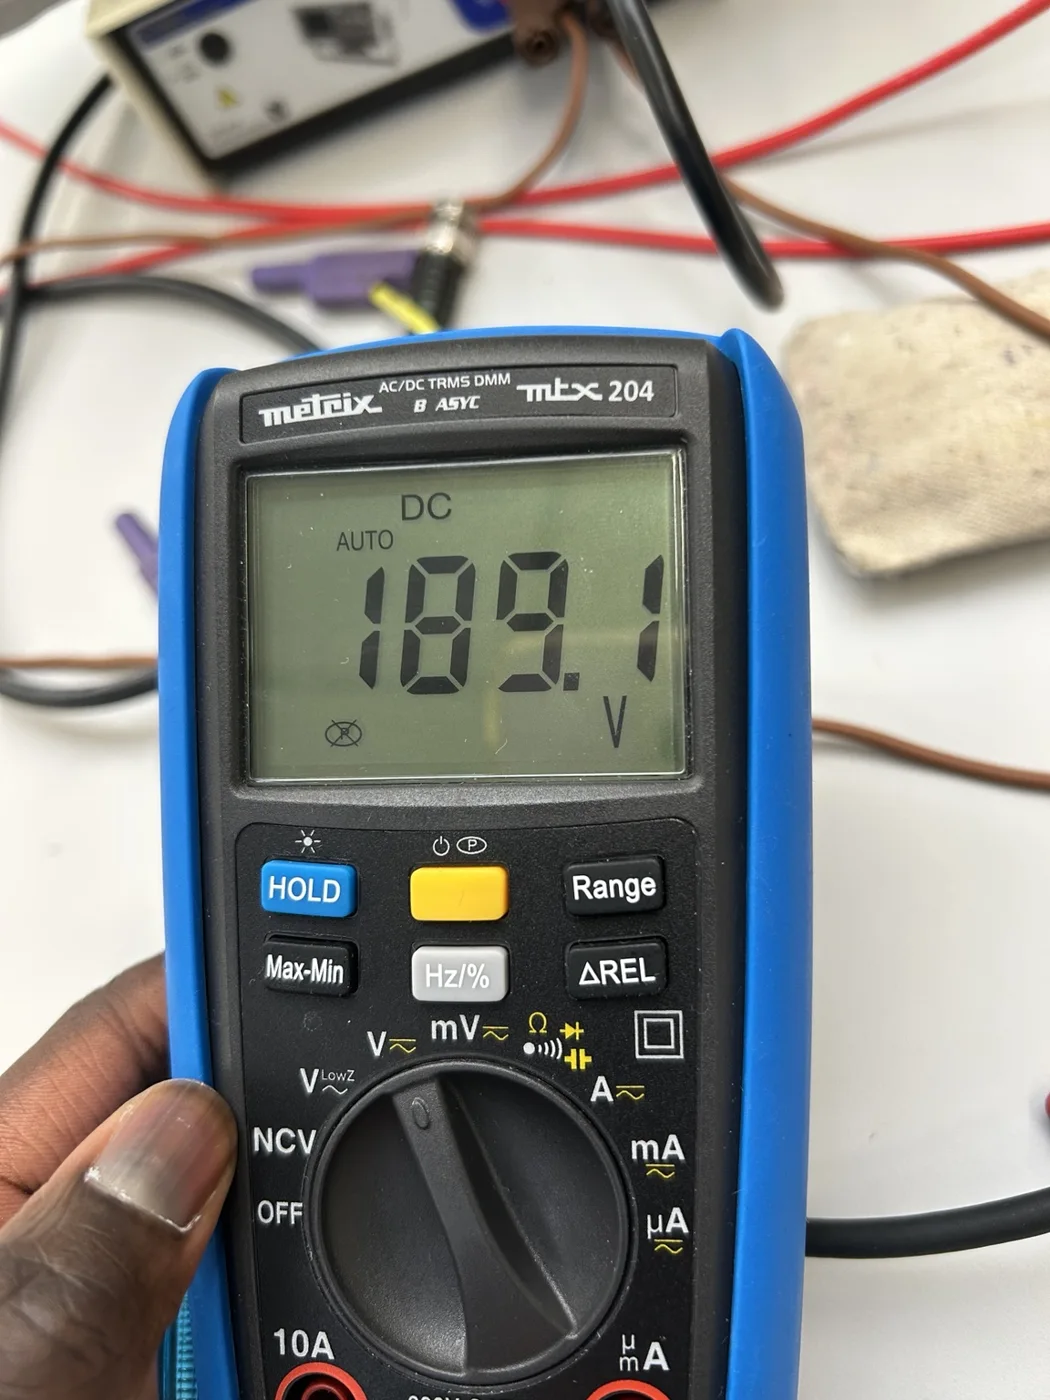 AC/DC TRMS DMM
metrix B ASYC mtx 204
DC
AUTO
189.1
V
P
P
HOLD
Range
Max-Min
Hz/%
ΔREL
V mV Ω
V LowZ
A
NCV
mA
OFF
µA
10A
µ
mA